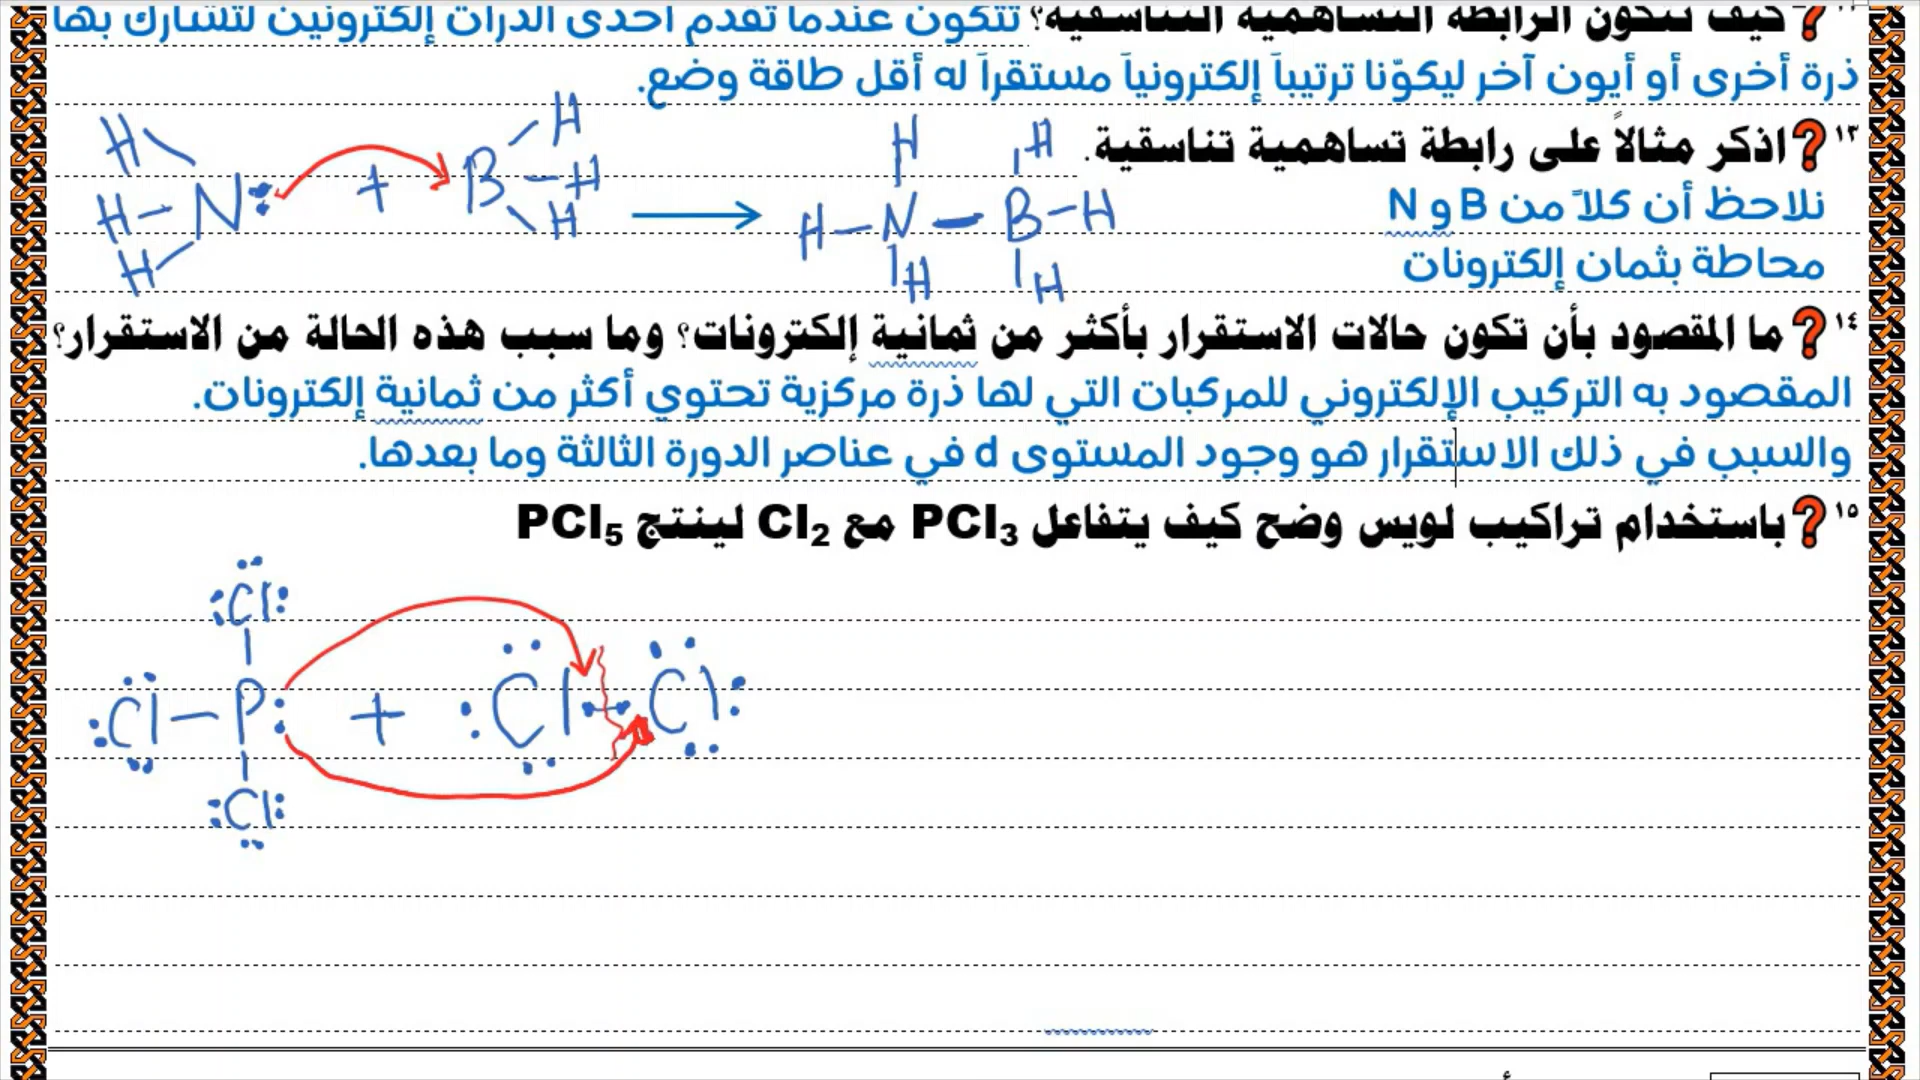 كيف تتكون الرابطة التساهمية التناسقية؟ تتكون عندما تقدم أحدى الذرات إلكترونين لتشارك بها
ذرة أخرى أو أيون آخر ليكوّنا ترتيباً إلكترونياً مستقراً له أقل طاقة وضع.
١٣ ? اذكر مثالاً على رابطة تساهمية تناسقية.
نلاحظ أن كلاً من B و N
محاطة بثمان إلكترونات
H
H–N: + B–H
H
H
H
H H
H–N–B–H
H H
١٤ ? ما المقصود بأن تكون حالات الاستقرار بأكثر من ثمانية إلكترونات؟ وما سبب هذه الحالة من الاستقرار؟
المقصود به التركيب الإلكتروني للمركبات التي لها ذرة مركزية تحتوي أكثر من ثمانية إلكترونات.
والسبب في ذلك الاستقرار هو وجود المستوى d في عناصر الدورة الثالثة وما بعدها.
١٥ ? باستخدام تراكيب لويس وضح كيف يتفاعل PCl₃ مع Cl₂ لينتج PCl₅
:Cl:
:Cl–P: + :Cl–Cl:
:Cl: